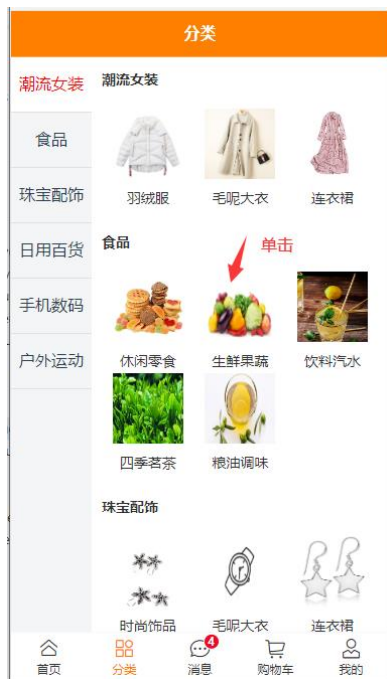 分类
潮流女装
食品
珠宝配饰
日用百货
手机数码
户外运动
潮流女装
羽绒服 毛呢大衣 连衣裙
食品
单击
休闲零食 生鲜果蔬 饮料汽水
四季茗茶 粮油调味
珠宝配饰
时尚饰品 毛呢大衣 连衣裙
4
首页 分类 消息 购物车 我的